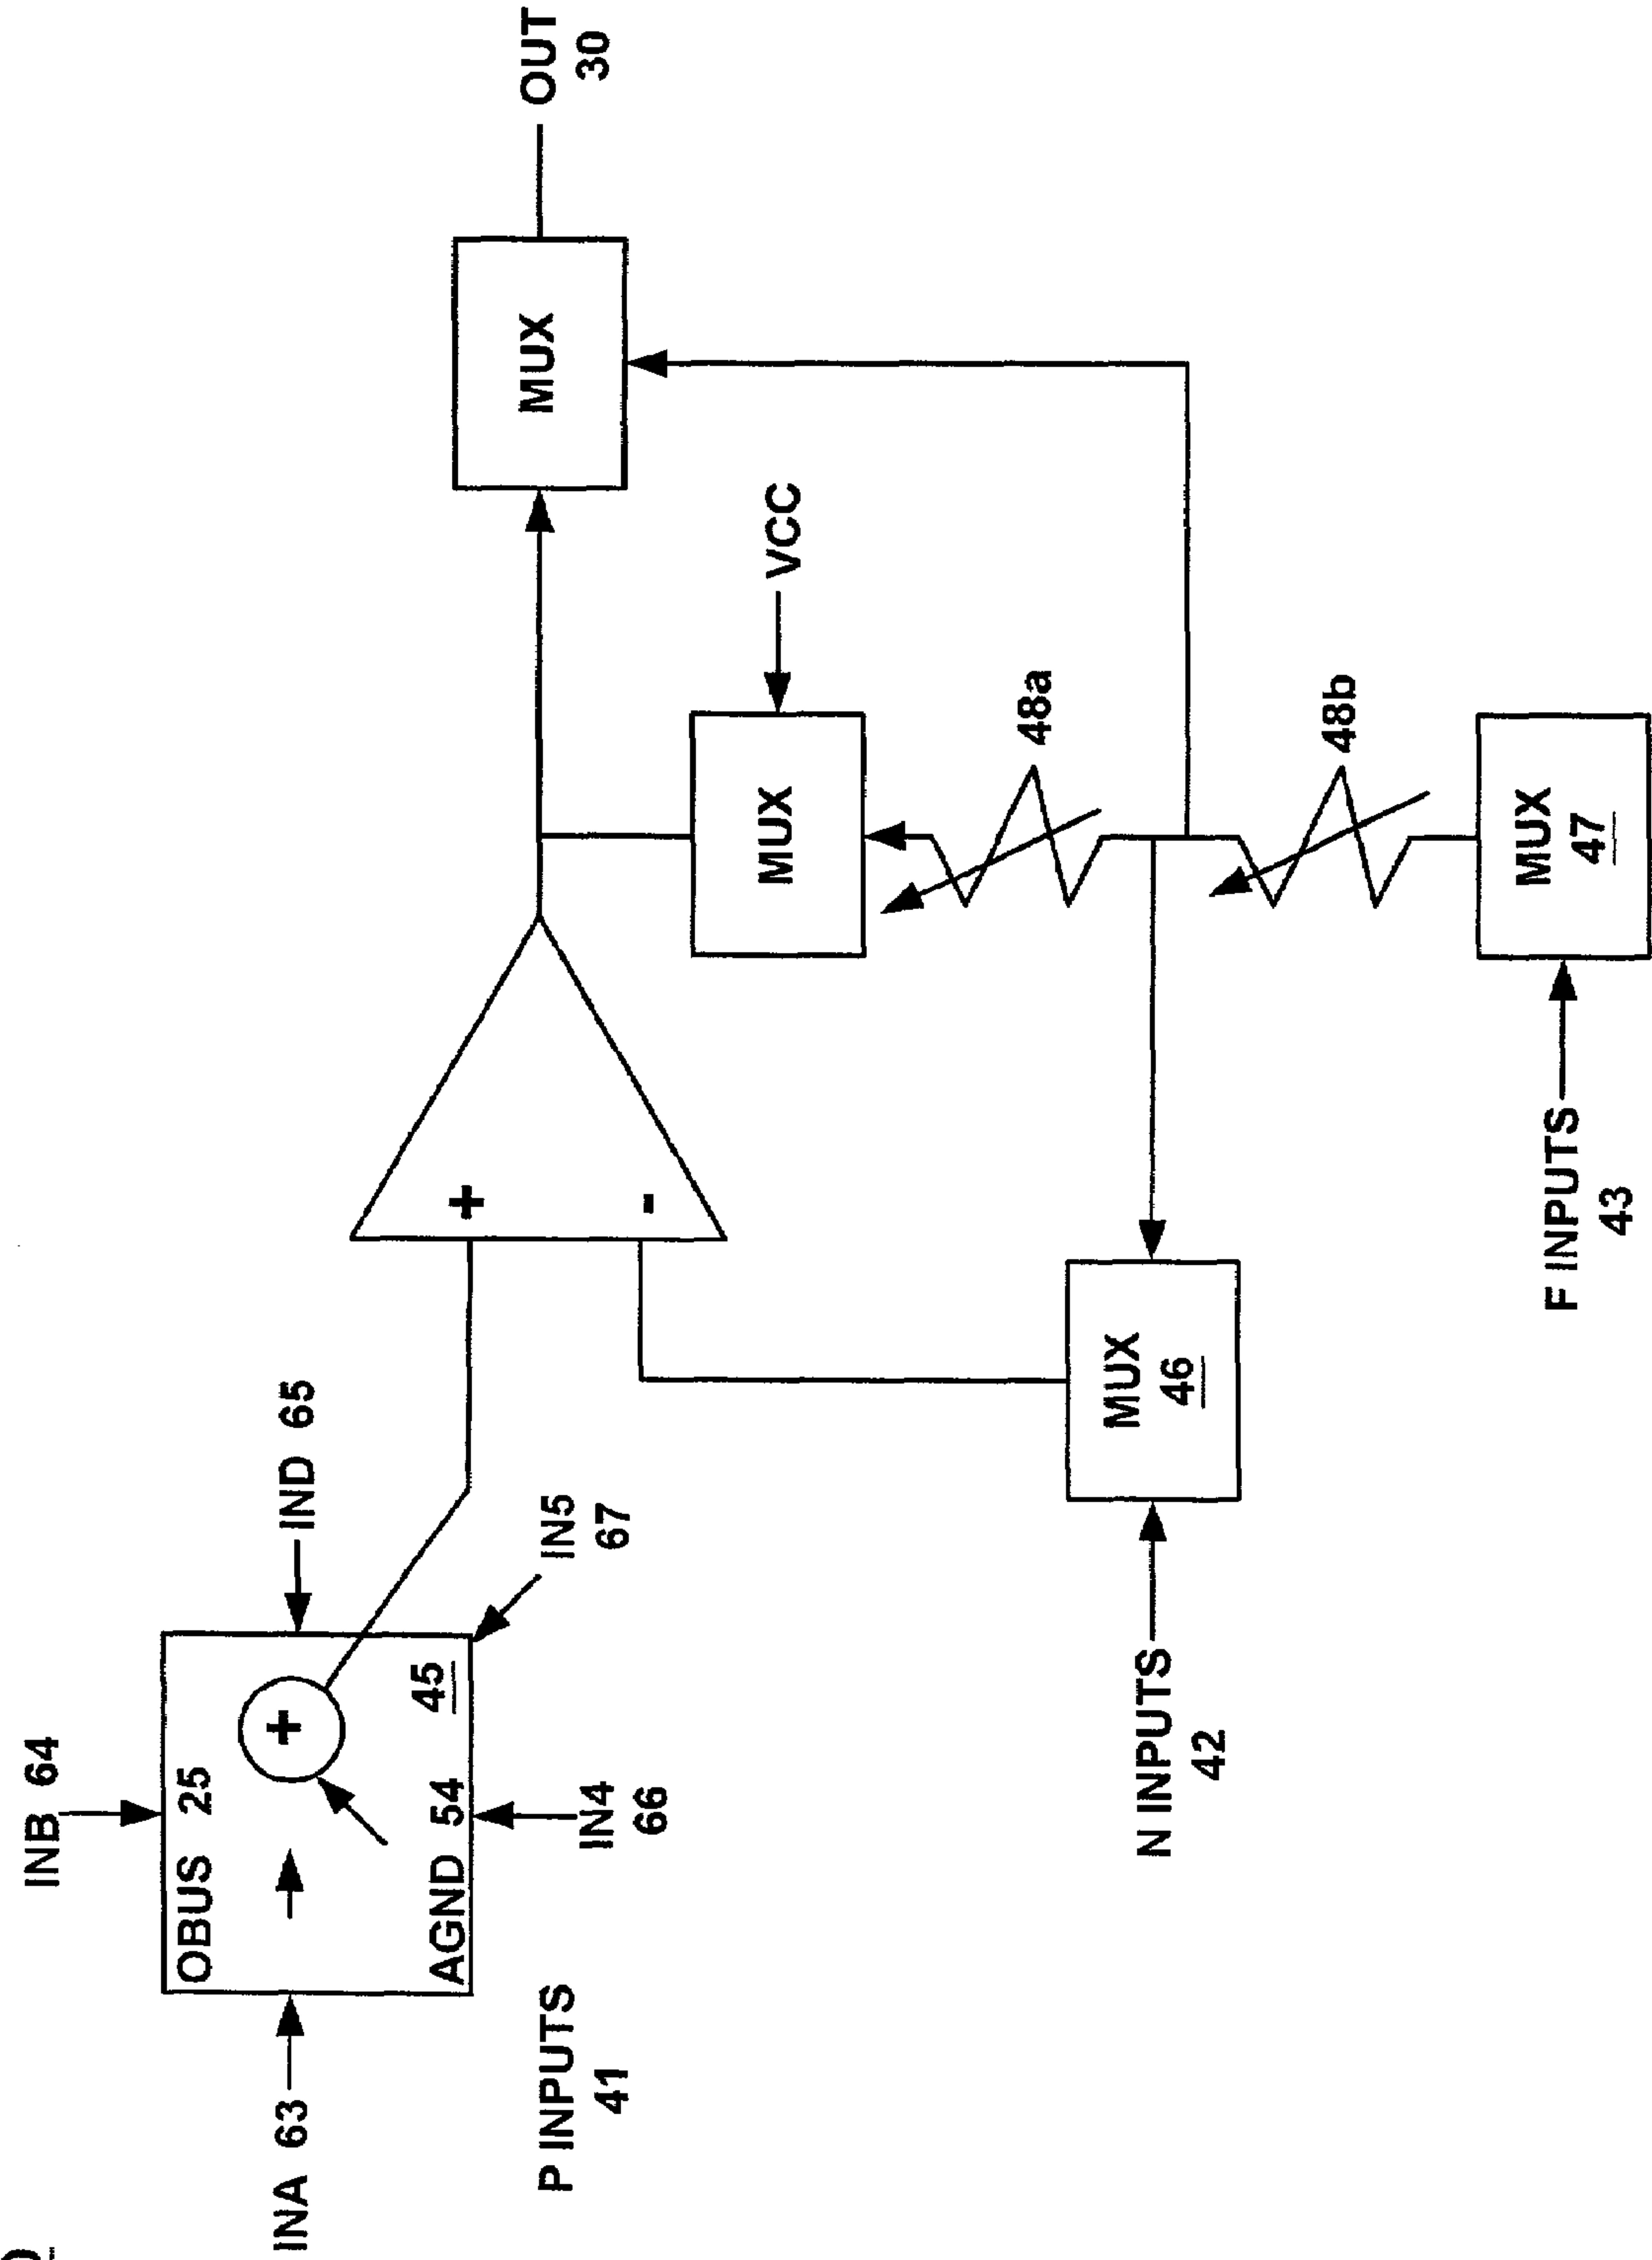 INB 64
INA 63
OBUS 25
+
45
AGND 54
IND 65
IN4
66
IN5
67
P INPUTS
41
+
-
MUX
OUT
30
VCC
MUX
48a
48b
MUX
46
N INPUTS
42
MUX
47
F INPUTS
43